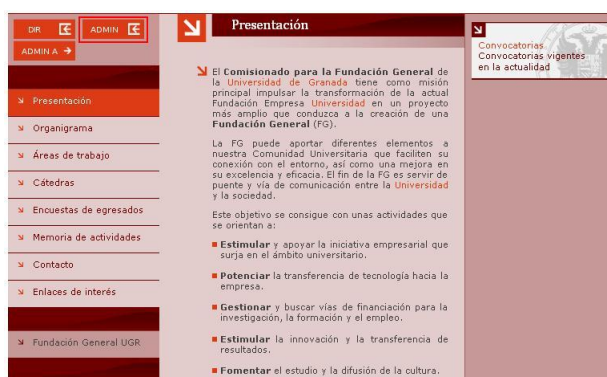 DIR
ADMIN
ADMIN A
Presentación
Organigrama
Áreas de trabajo
Cátedras
Encuestas de egresados
Memoria de actividades
Contacto
Enlaces de interés
Fundación General UGR
Presentación
El Comisionado para la Fundación General de
la Universidad de Granada tiene como misión
principal impulsar la transformación de la actual
Fundación Empresa Universidad en un proyecto
más amplio que conduzca a la creación de una
Fundación General (FG).
La FG puede aportar diferentes elementos a
nuestra Comunidad Universitaria que faciliten su
conexión con el entorno, así como una mejora en
su excelencia y eficacia. El fin de la FG es servir de
puente y vía de comunicación entre la Universidad
y la sociedad.
Este objetivo se consigue con unas actividades que
se orientan a:
Estimular y apoyar la iniciativa empresarial que
surja en el ámbito universitario.
Potenciar la transferencia de tecnología hacia la
empresa.
Gestionar y buscar vías de financiación para la
investigación, la formación y el empleo.
Estimular la innovación y la transferencia de
resultados.
Fomentar el estudio y la difusión de la cultura.
Convocatorias
Convocatorias vigentes
en la actualidad